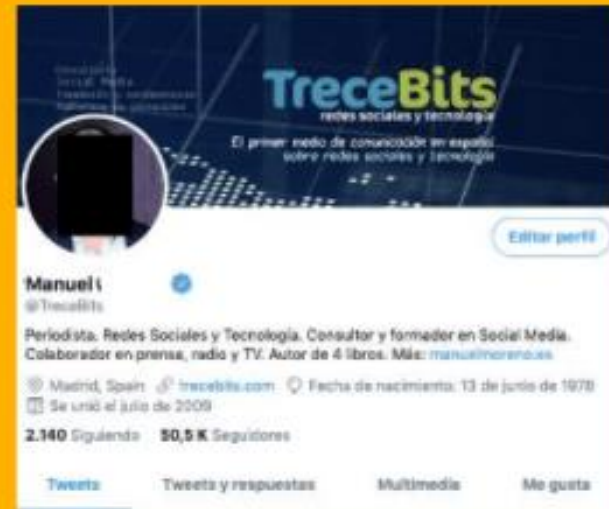 TreceBits
redes sociales y tecnología
El primer medio de comunicación en español
sobre redes sociales y tecnología
Editar perfil
Manuel
@TreceBits
Periodista. Redes Sociales y Tecnología. Consultor y formador en Social Media.
Colaborador en prensa, radio y TV. Autor de 4 libros. Más: manuelmoreno.es
Madrid, Spain trecebits.com Fecha de nacimiento: 13 de junio de 1978
Se unió el julio de 2009
2.140 Siguiendo 50,5 K Seguidores
Tweets Tweets y respuestas Multimedia Me gusta